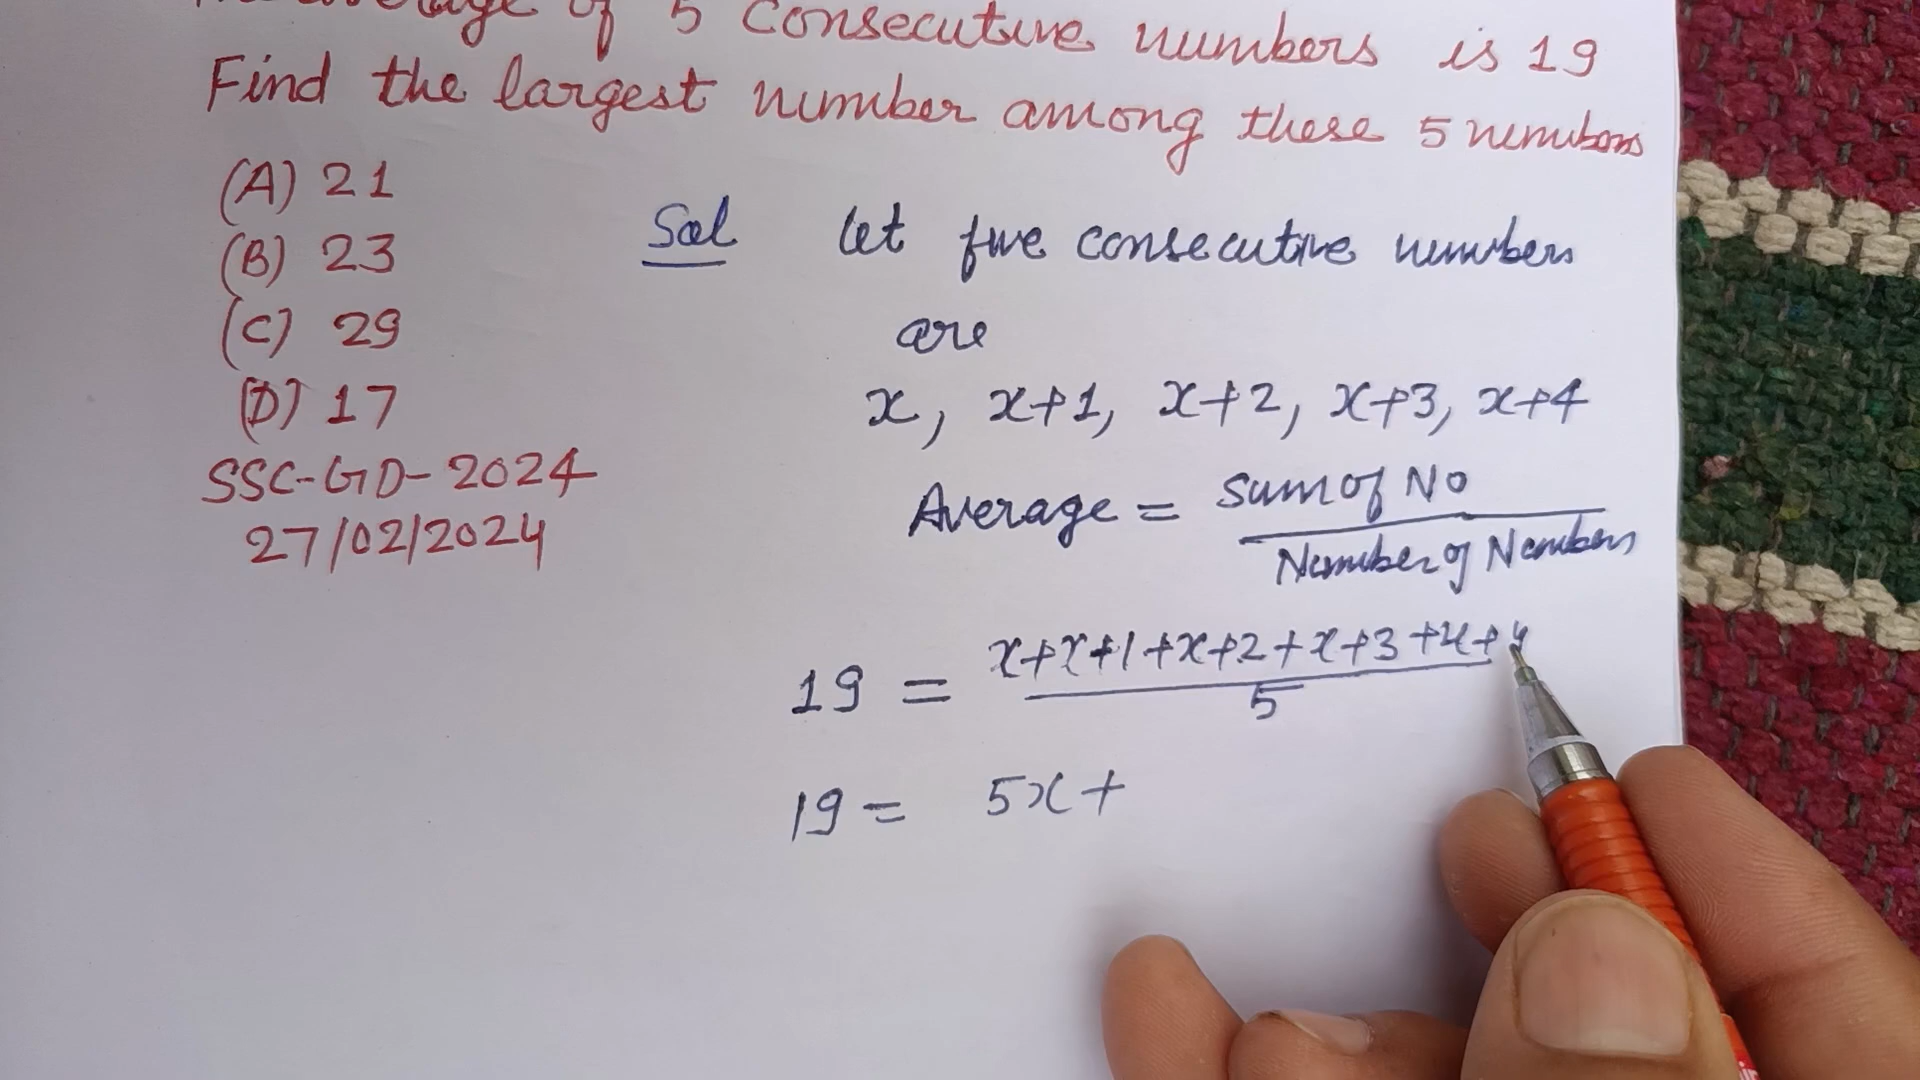 average of 5 Consecutive numbers is 19
Find the largest number among these 5 numbers
(A) 21
(B) 23
(C) 29
(D) 17
SSC-GD-2024
27/02/2024
Sol let five consecutive numbers
are
x, x+1, x+2, x+3, x+4
Average = sum of No
Number of Numbers
19 = x+x+1+x+2+x+3+x+4
5
19 = 5x+